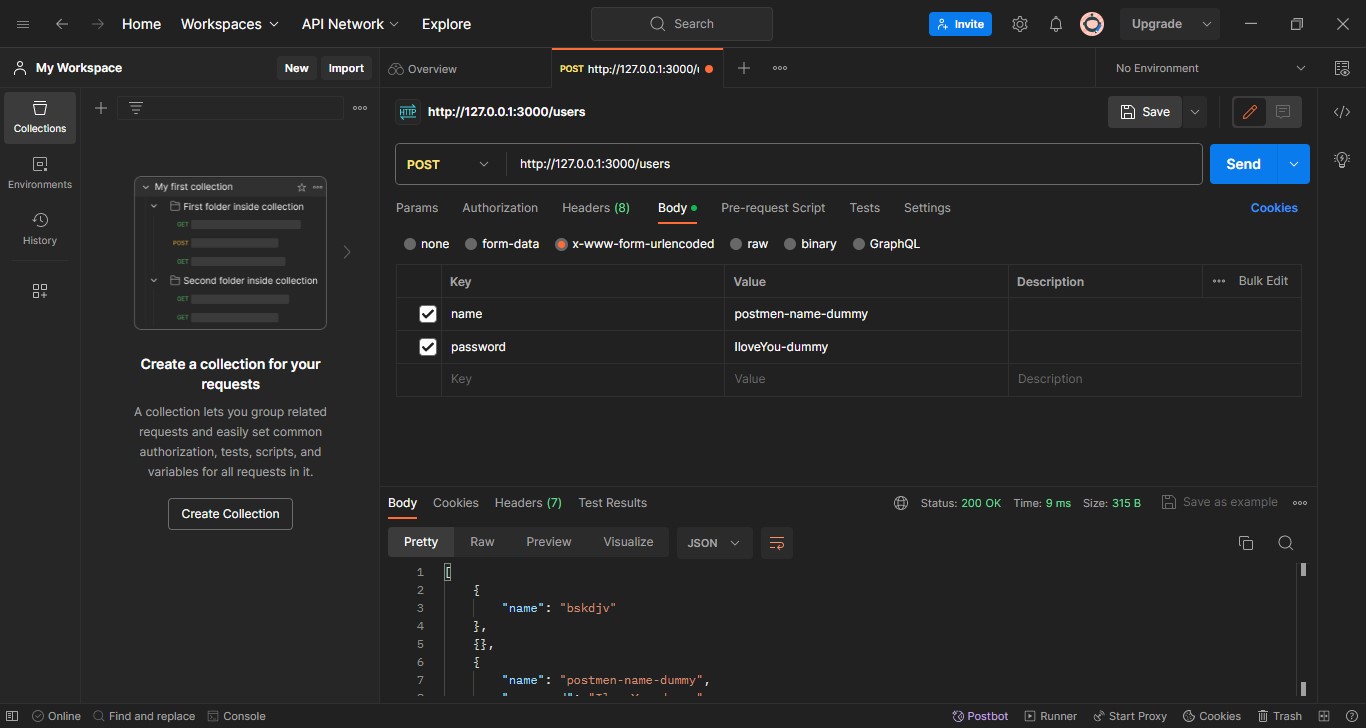 Home Workspaces API Network Explore Search Invite Upgrade
My Workspace New Import Overview POST http://127.0.0.1:3000/ No Environment
Collections
Environments
History
My first collection
First folder inside collection
GET
POST
GET
Second folder inside collection
GET
GET
Create a collection for your
requests
A collection lets you group related
requests and easily set common
authorization, tests, scripts, and
variables for all requests in it.
Create Collection
HTTP http://127.0.0.1:3000/users Save
POST http://127.0.0.1:3000/users Send
Params Authorization Headers (8) Body Pre-request Script Tests Settings Cookies
none form-data x-www-form-urlencoded raw binary GraphQL
Key Value Description Bulk Edit
name postmen-name-dummy
password IloveYou-dummy
Key Value Description
Body Cookies Headers (7) Test Results Status: 200 OK Time: 9 ms Size: 315 B Save as example
Pretty Raw Preview Visualize JSON
1 [
2 {
3 "name": "bskdjv"
4 },
5 {},
6 {
7 "name": "postmen-name-dummy",
Online Find and replace Console Postbot Runner Start Proxy Cookies Trash